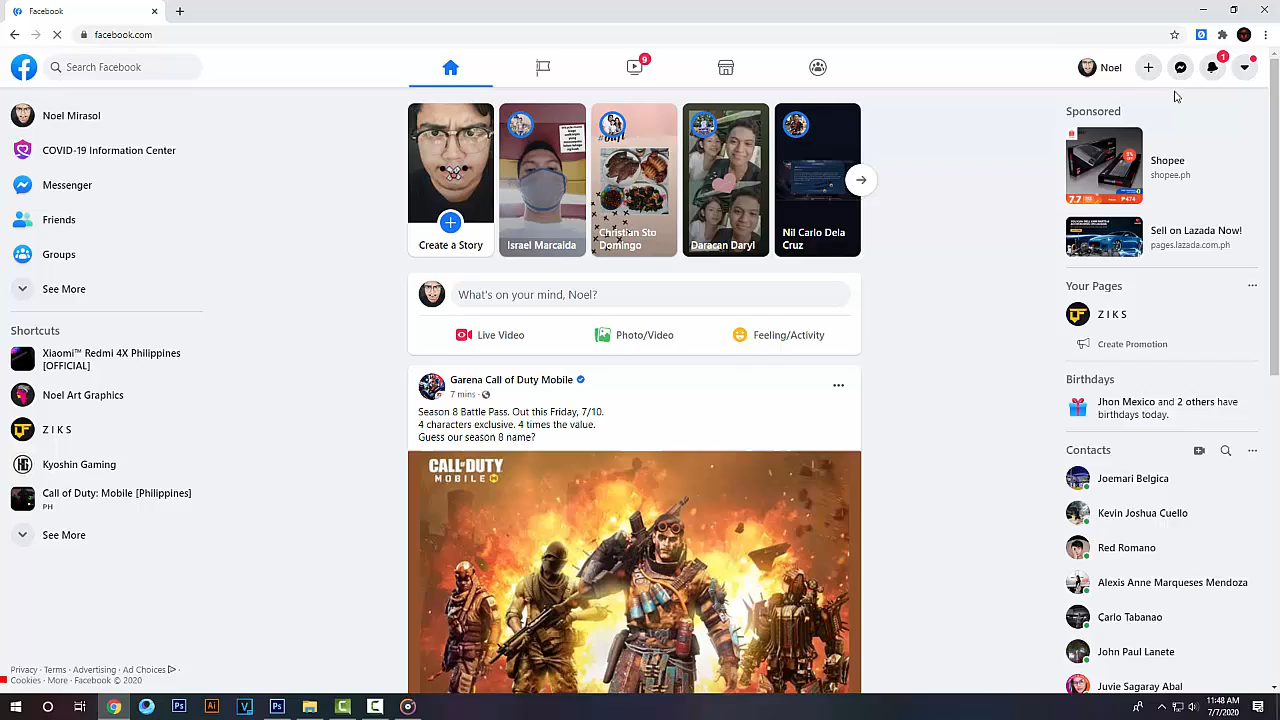 Facebook
facebook.com
Search Facebook
9
Noel
1
Noel Mirasol
COVID-19 Information Center
Messenger
Friends
Groups
See More
Shortcuts
Xiaomi™ Redmi 4X Philippines
[OFFICIAL]
Noel Art Graphics
Z I K S
Kyoshin Gaming
Call of Duty: Mobile [Philippines]
PH
See More
Privacy · Terms · Advertising · Ad Choices ·
Cookies · More · Facebook © 2020
Create a Story
Israel Marcaida
Christian Sto
Domingo
Daracan Daryl
Nil Carlo Dela
Cruz
What's on your mind, Noel?
Live Video
Photo/Video
Feeling/Activity
Garena Call of Duty Mobile
7 mins ·
Season 8 Battle Pass. Out this Friday, 7/10.
4 characters exclusive. 4 times the value.
Guess our season 8 name?
CALL OF DUTY
MOBILE
Sponsored
7.7
₱474
Shopee
shopee.ph
Sell on Lazada Now!
pages.lazada.com.ph
Your Pages
Z I K S
Create Promotion
Birthdays
Jhon Mexico and 2 others have
birthdays today.
Contacts
Joemari Belgica
Kevin Joshua Cuello
Red Romano
Alexis Anne Marqueses Mendoza
Carlo Tabanao
John Paul Lanete
Juvie Sagaray Abal
Ps
Ai
V
Ps
11:48 AM
7/7/2020